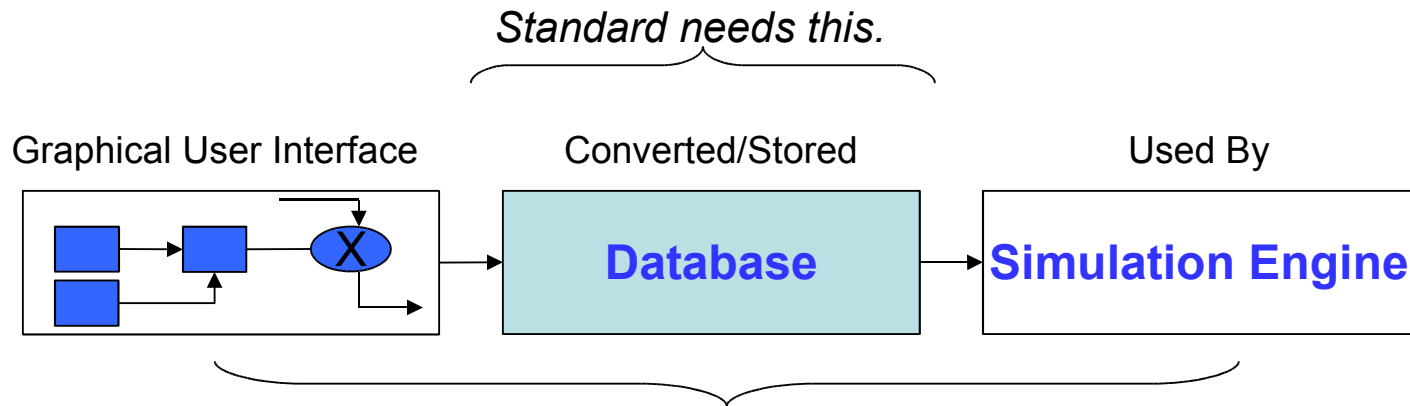 Standard needs this.
Graphical User Interface
Converted/Stored
Used By
X
Database
Simulation Engine